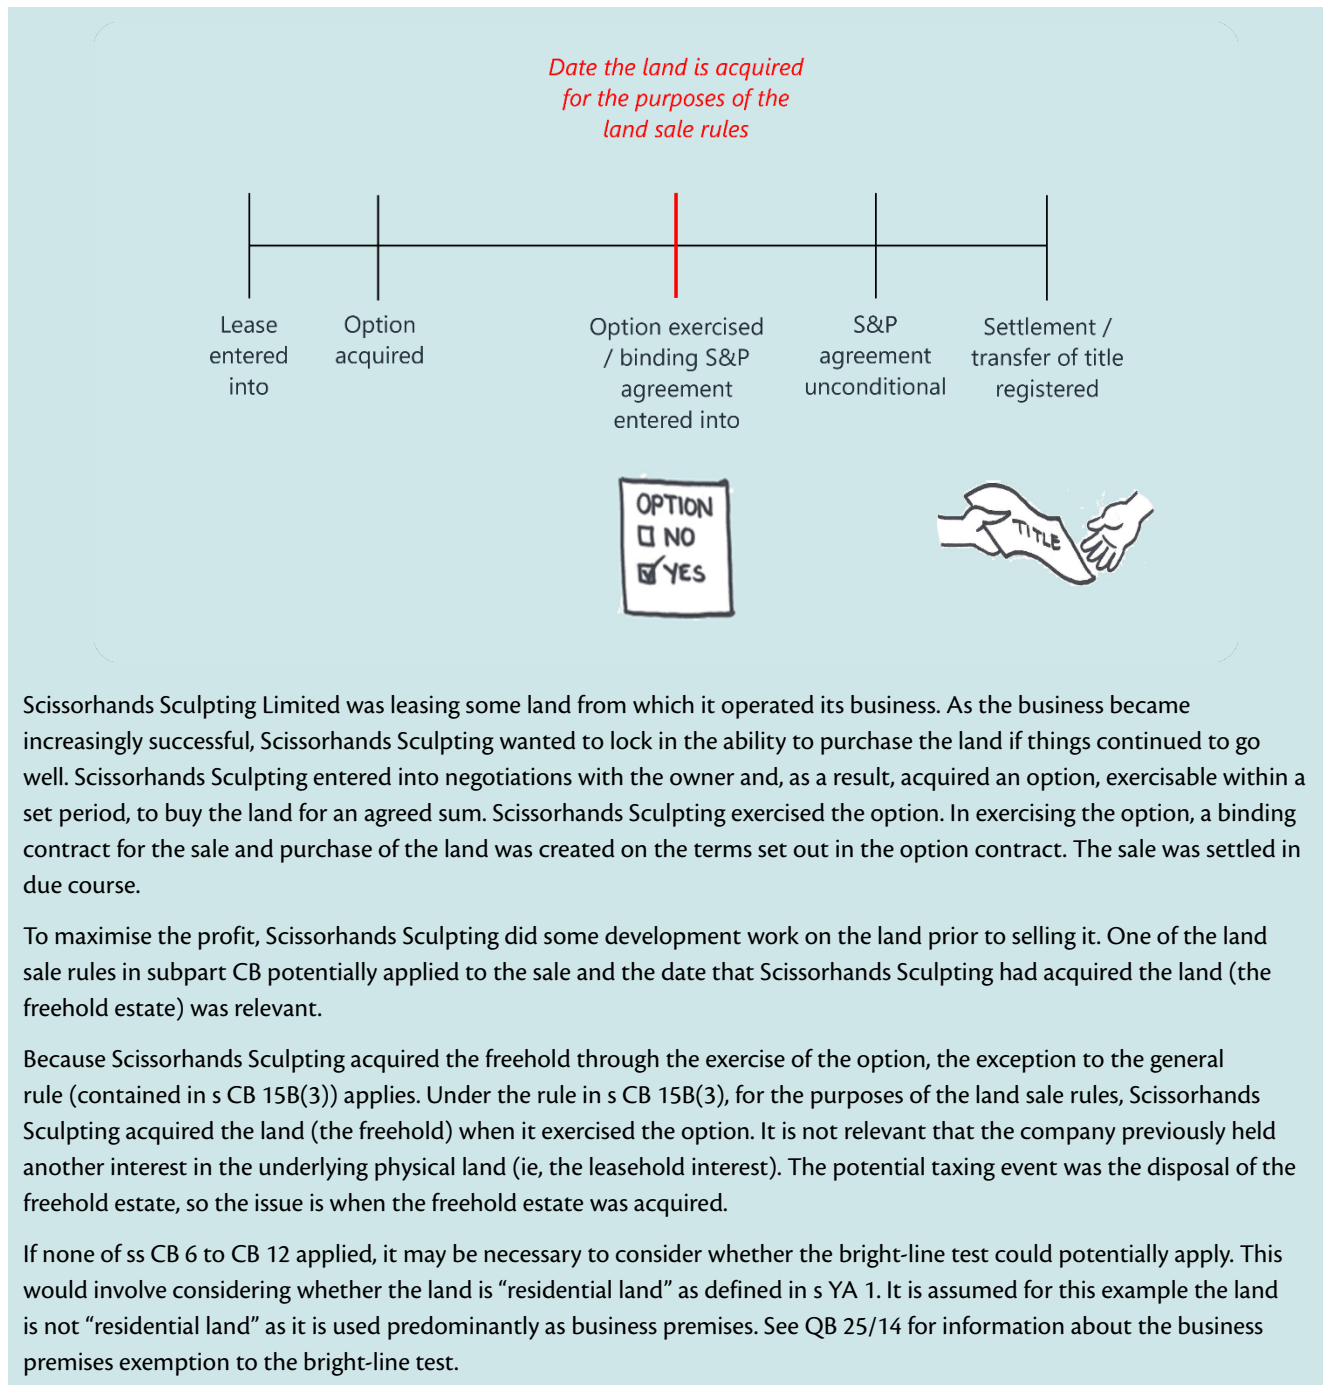 Date the land is acquired
for the purposes of the
land sale rules
Lease
entered
into
Option
acquired
Option exercised
/ binding S&P
agreement
entered into
S&P
agreement
unconditional
Settlement /
transfer of title
registered
OPTION
NO
YES
TITLE
Scissorhands Sculpting Limited was leasing some land from which it operated its business. As the business became
increasingly successful, Scissorhands Sculpting wanted to lock in the ability to purchase the land if things continued to go
well. Scissorhands Sculpting entered into negotiations with the owner and, as a result, acquired an option, exercisable within a
set period, to buy the land for an agreed sum. Scissorhands Sculpting exercised the option. In exercising the option, a binding
contract for the sale and purchase of the land was created on the terms set out in the option contract. The sale was settled in
due course.
To maximise the profit, Scissorhands Sculpting did some development work on the land prior to selling it. One of the land
sale rules in subpart CB potentially applied to the sale and the date that Scissorhands Sculpting had acquired the land (the
freehold estate) was relevant.
Because Scissorhands Sculpting acquired the freehold through the exercise of the option, the exception to the general
rule (contained in s CB 15B(3)) applies. Under the rule in s CB 15B(3), for the purposes of the land sale rules, Scissorhands
Sculpting acquired the land (the freehold) when it exercised the option. It is not relevant that the company previously held
another interest in the underlying physical land (ie, the leasehold interest). The potential taxing event was the disposal of the
freehold estate, so the issue is when the freehold estate was acquired.
If none of ss CB 6 to CB 12 applied, it may be necessary to consider whether the bright-line test could potentially apply. This
would involve considering whether the land is “residential land” as defined in s YA 1. It is assumed for this example the land
is not “residential land” as it is used predominantly as business premises. See QB 25/14 for information about the business
premises exemption to the bright-line test.